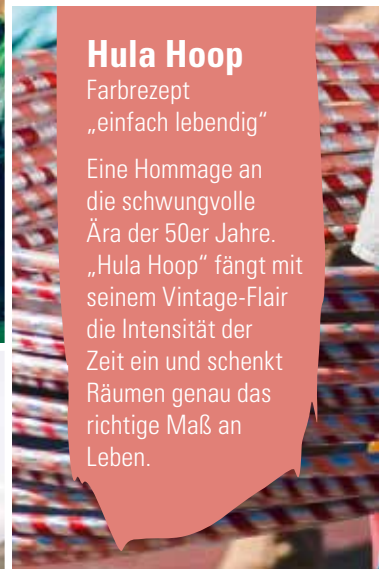 Hula Hoop
Farbrezept
„einfach lebendig“
Eine Hommage an
die schwungvolle
Ära der 50er Jahre.
„Hula Hoop“ fängt mit
seinem Vintage-Flair
die Intensität der
Zeit ein und schenkt
Räumen genau das
richtige Maß an
Leben.